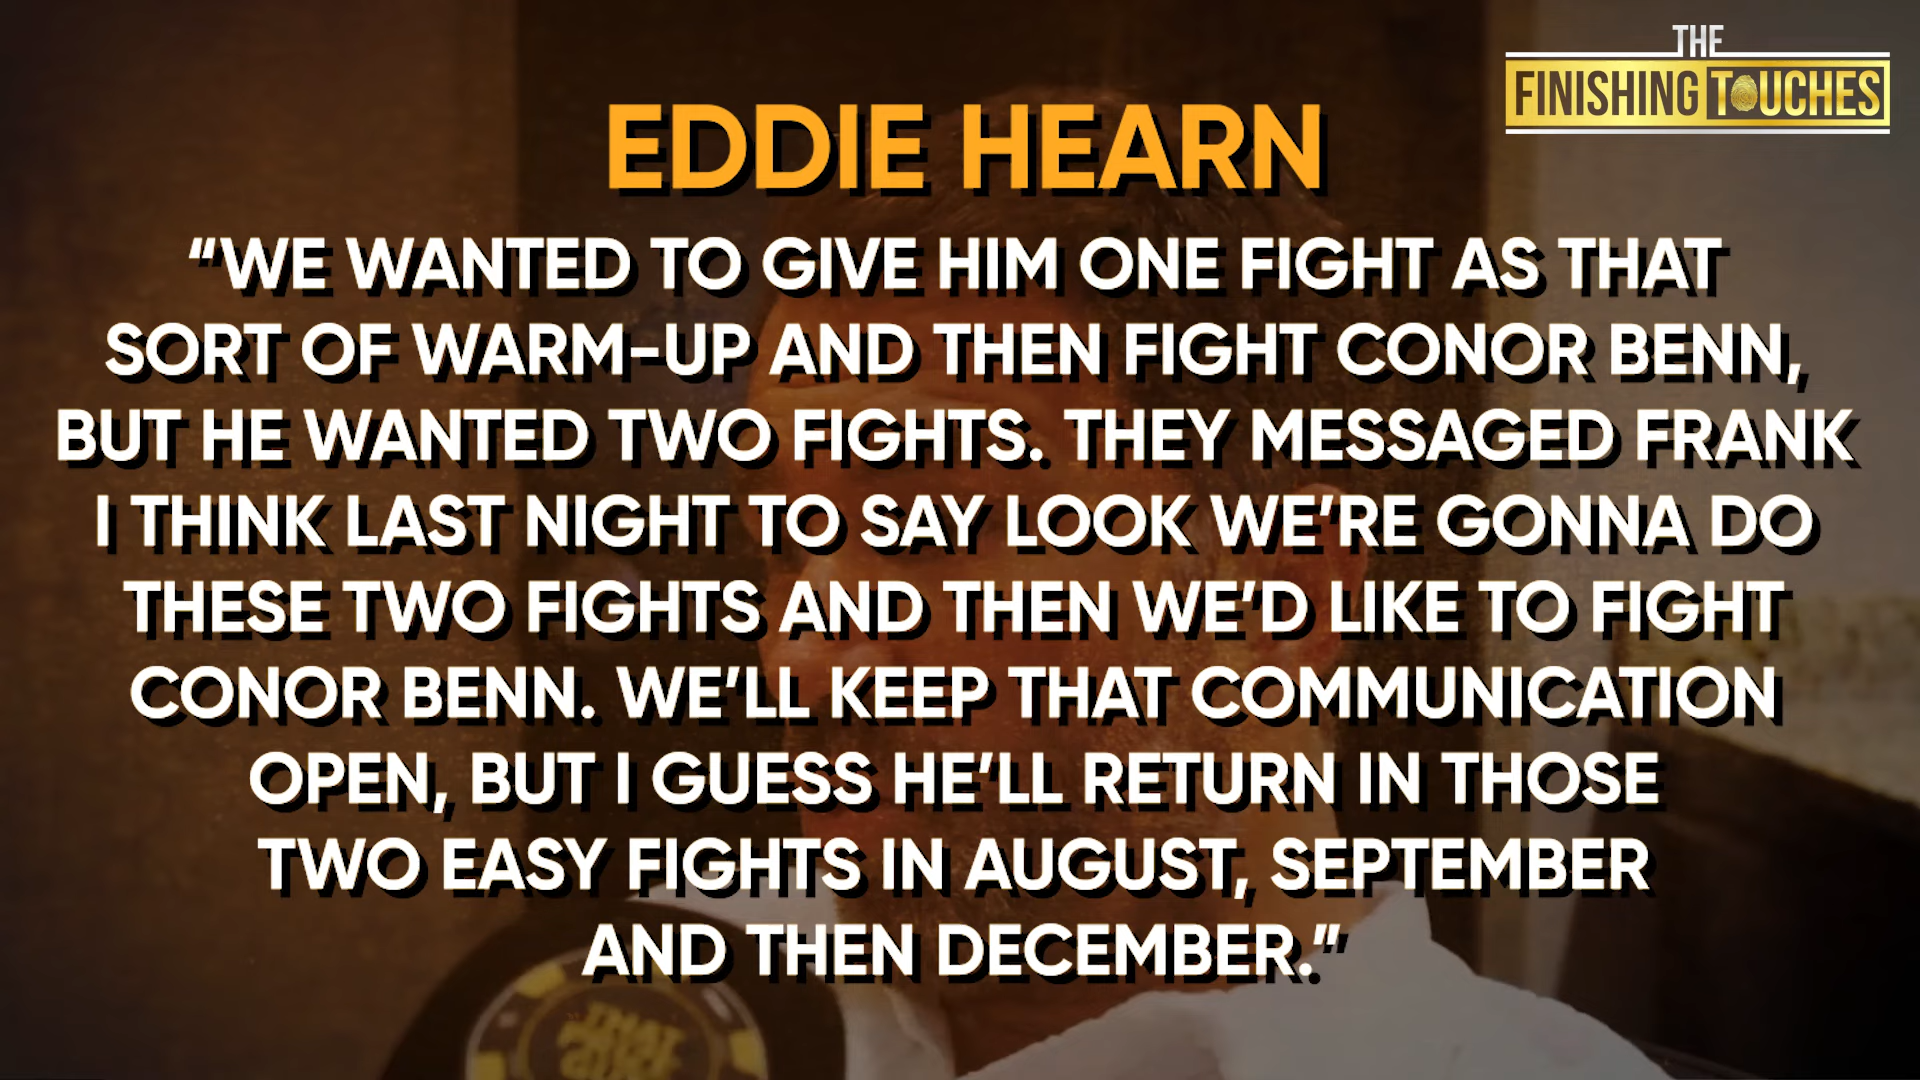 THE
FINISHING TOUCHES
EDDIE HEARN
“WE WANTED TO GIVE HIM ONE FIGHT AS THAT
SORT OF WARM-UP AND THEN FIGHT CONOR BENN,
BUT HE WANTED TWO FIGHTS. THEY MESSAGED FRANK
I THINK LAST NIGHT TO SAY LOOK WE’RE GONNA DO
THESE TWO FIGHTS AND THEN WE’D LIKE TO FIGHT
CONOR BENN. WE’LL KEEP THAT COMMUNICATION
OPEN, BUT I GUESS HE’LL RETURN IN THOSE
TWO EASY FIGHTS IN AUGUST, SEPTEMBER
AND THEN DECEMBER.”